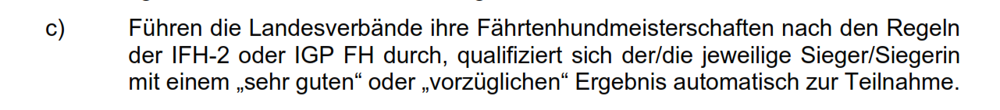 c) Führen die Landesverbände ihre Fährtenhundmeisterschaften nach den Regeln
der IFH-2 oder IGP FH durch, qualifiziert sich der/die jeweilige Sieger/Siegerin
mit einem „sehr guten“ oder „vorzüglichen“ Ergebnis automatisch zur Teilnahme.